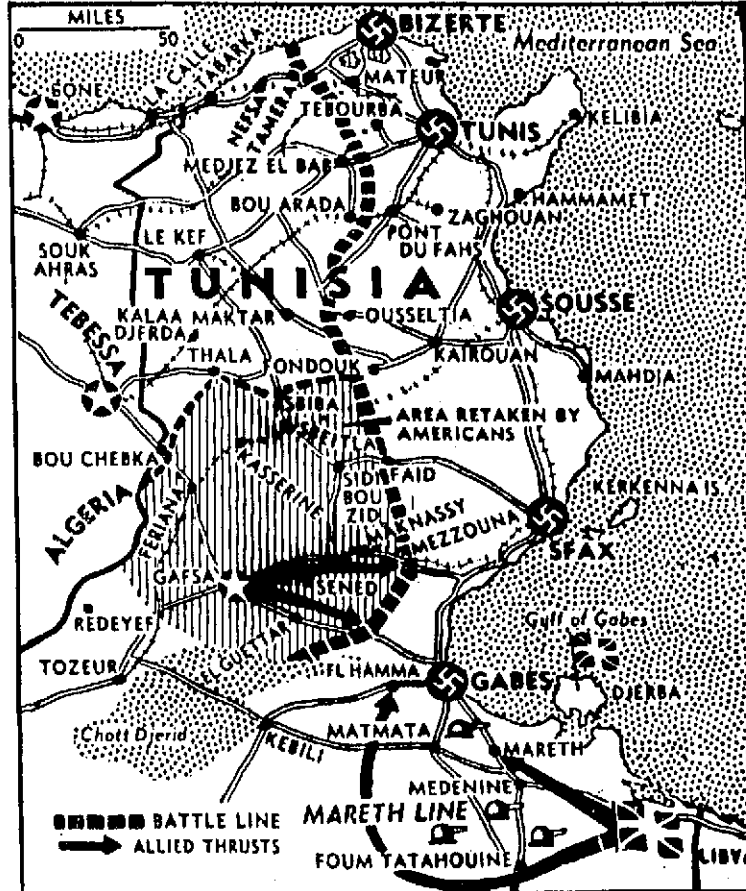 MILES
0 50
BIZERTE
Mediterranean Sea
BONE
LA CALLE
TABARKA
MATEUR
NESSA
TAMERA
TEBOURBA
TUNIS
KELIBIA
MEDJEZ EL BAB
HAMMAMET
BOU ARADA
ZAGHOUAN
PONT
DU FAHS
SOUK
AHRAS
LE KEF
TUNISIA
TEBESSA
KALAA
DJERDA
MAKTAR
OUSSELTIA
SOUSSE
THALA
ONDOUK
KAIROUAN
MAHDIA
SBIBA
AREA RETAKEN BY
AMERICANS
BOU CHEBKA
KASSERINE
SIDI
BOU
ZID
FAID
KERKENNA IS.
ALGERIA
FERIANA
MAKNASSY
MEZZOUNA
SFAX
GAFSA
SENED
REDEYEF
EL GUETTAR
Gulf of Gabes
TOZEUR
EL HAMMA
GABES
DJERBA
Chott Djerid
KEBILI
MATMATA
MARETH
MEDENINE
MARETH LINE
BATTLE LINE
ALLIED THRUSTS
FOUM TATAHOUINE
LIBYA